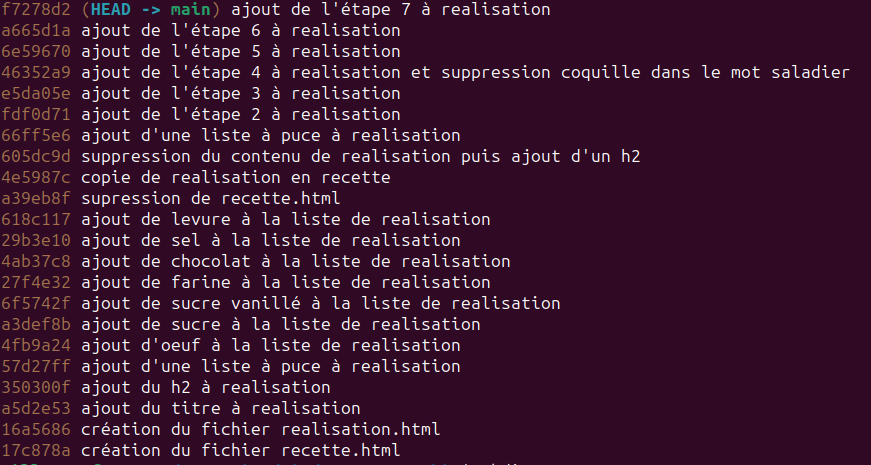 f7278d2 (HEAD -> main) ajout de l'étape 7 à realisation
a665d1a ajout de l'étape 6 à realisation
6e59670 ajout de l'étape 5 à realisation
46352a9 ajout de l'étape 4 à realisation et suppression coquille dans le mot saladier
e5da05e ajout de l'étape 3 à realisation
fdf0d71 ajout de l'étape 2 à realisation
66ff5e6 ajout d'une liste à puce à realisation
605dc9d suppression du contenu de realisation puis ajout d'un h2
4e5987c copie de realisation en recette
a39eb8f supression de recette.html
618c117 ajout de levure à la liste de realisation
29b3e10 ajout de sel à la liste de realisation
4ab37c8 ajout de chocolat à la liste de realisation
27f4e32 ajout de farine à la liste de realisation
6f5742f ajout de sucre vanillé à la liste de realisation
a3def8b ajout de sucre à la liste de realisation
4fb9a24 ajout d'oeuf à la liste de realisation
57d27ff ajout d'une liste à puce à realisation
350300f ajout du h2 à realisation
a5d2e53 ajout du titre à realisation
16a5686 création du fichier realisation.html
17c878a création du fichier recette.html